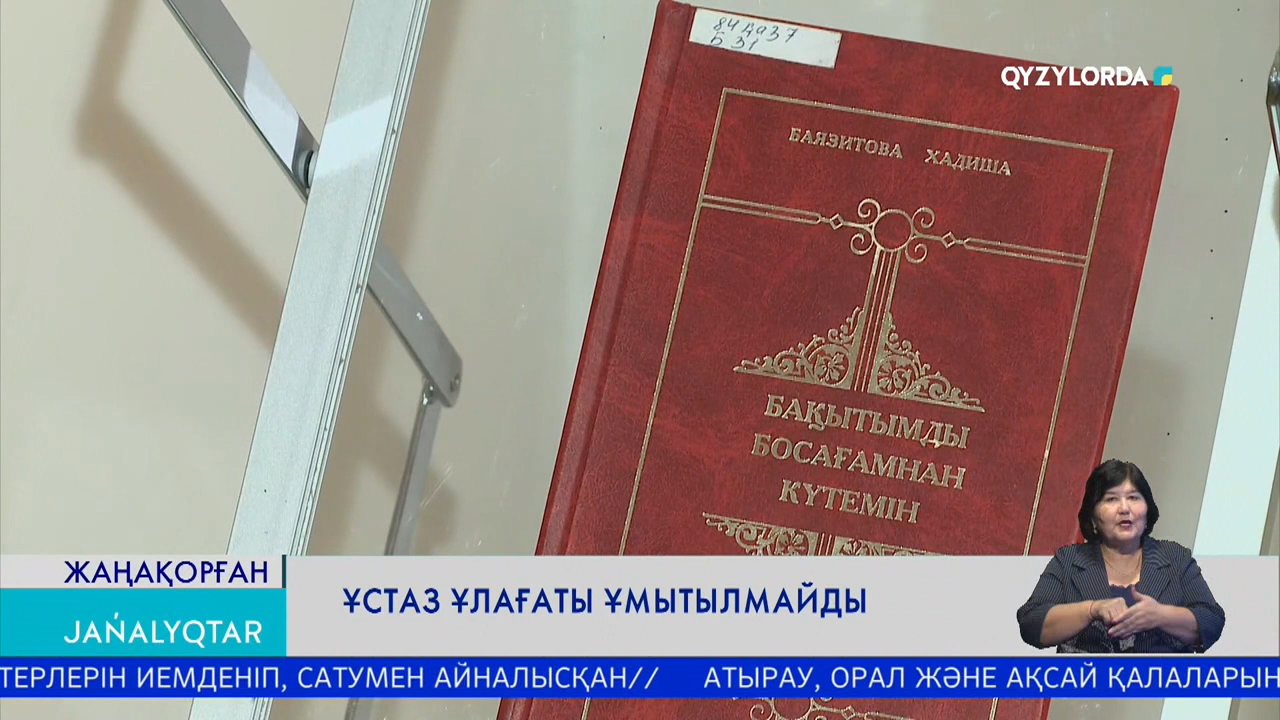 84 Қаз7
Б 31
QYZYLORDA
БАЯЗИТОВА ХАДИША
БАҚЫТЫМДЫ
БОСАҒАМНАН
КҮТЕМІН
ЖАҢАҚОРҒАН
ҰСТАЗ ҰЛАҒАТЫ ҰМЫТЫЛМАЙДЫ
JAŃALYQTAR
ТЕРЛЕРІН ИЕМДЕНІП, САТУМЕН АЙНАЛЫСҚАН// АТЫРАУ, ОРАЛ ЖӘНЕ АҚСАЙ ҚАЛАЛАРЫН